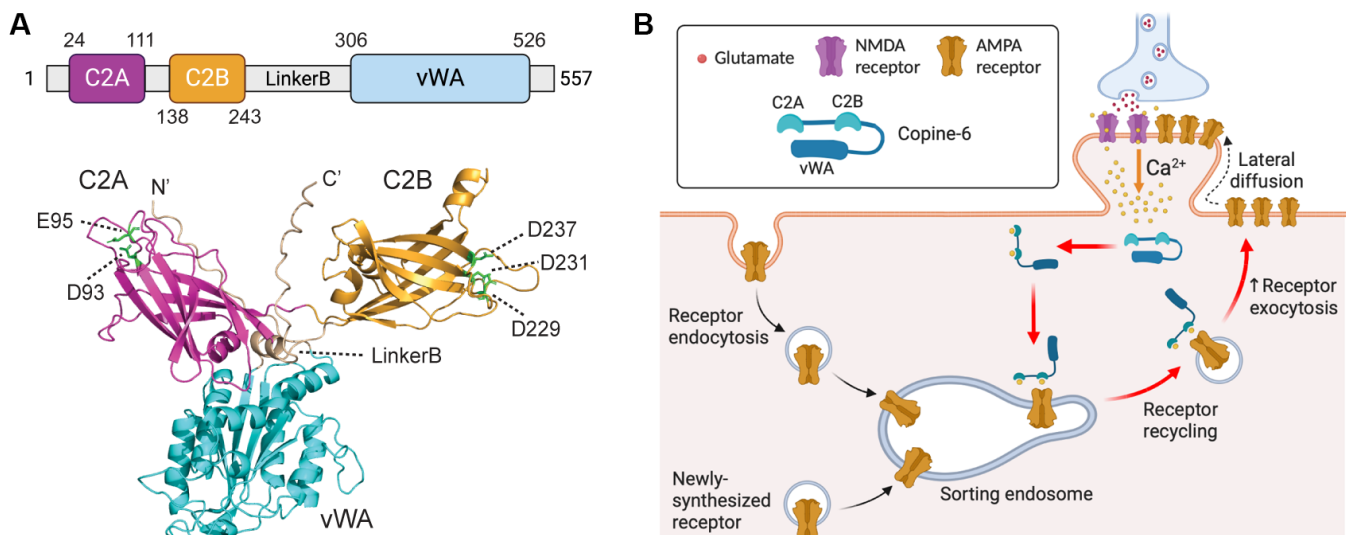 A
24
111
306
526
1
C2A
C2B
LinkerB
vWA
557
138
243
C2A
N'
C'
C2B
E95
D93
D237
D231
D229
LinkerB
vWA
B
Glutamate
NMDA
receptor
AMPA
receptor
C2A
C2B
Copine-6
vWA
Ca²⁺
Lateral
diffusion
Receptor
endocytosis
↑ Receptor
exocytosis
Receptor
recycling
Newly-
synthesized
receptor
Sorting endosome